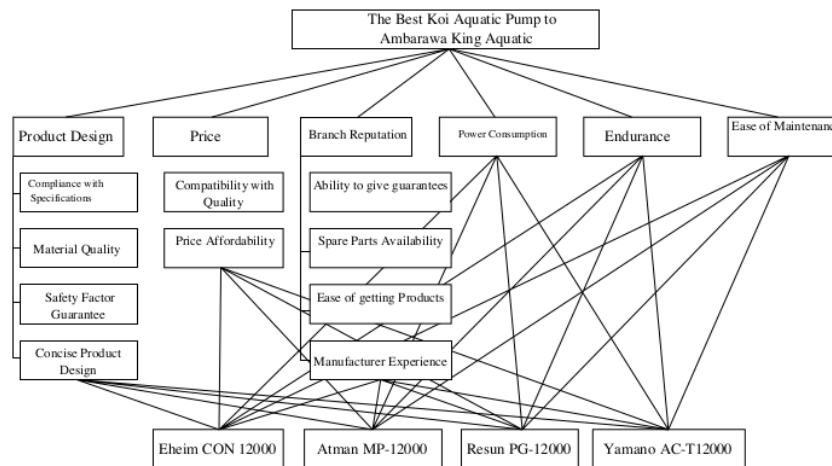 The Best Koi Aquatic Pump to
Ambarawa King Aquatic
Product Design
Price
Branch Reputation
Power Consumption
Endurance
Ease of Maintenance
Compliance with
Specifications
Compatibility with
Quality
Ability to give guarantees
Material Quality
Price Affordability
Spare Parts Availability
Safety Factor
Guarantee
Ease of getting Products
Concise Product
Design
Manufacturer Experience
Eheim CON 12000
Atman MP-12000
Resun PG-12000
Yamano AC-T12000